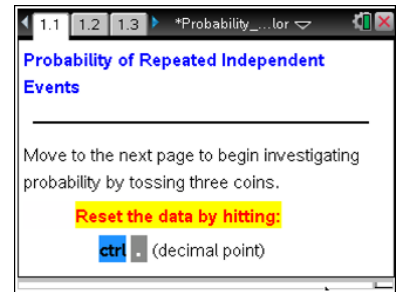 1.1 1.2 1.3 *Probability_...lor
Probability of Repeated Independent
Events
Move to the next page to begin investigating
probability by tossing three coins.
Reset the data by hitting:
ctrl . (decimal point)